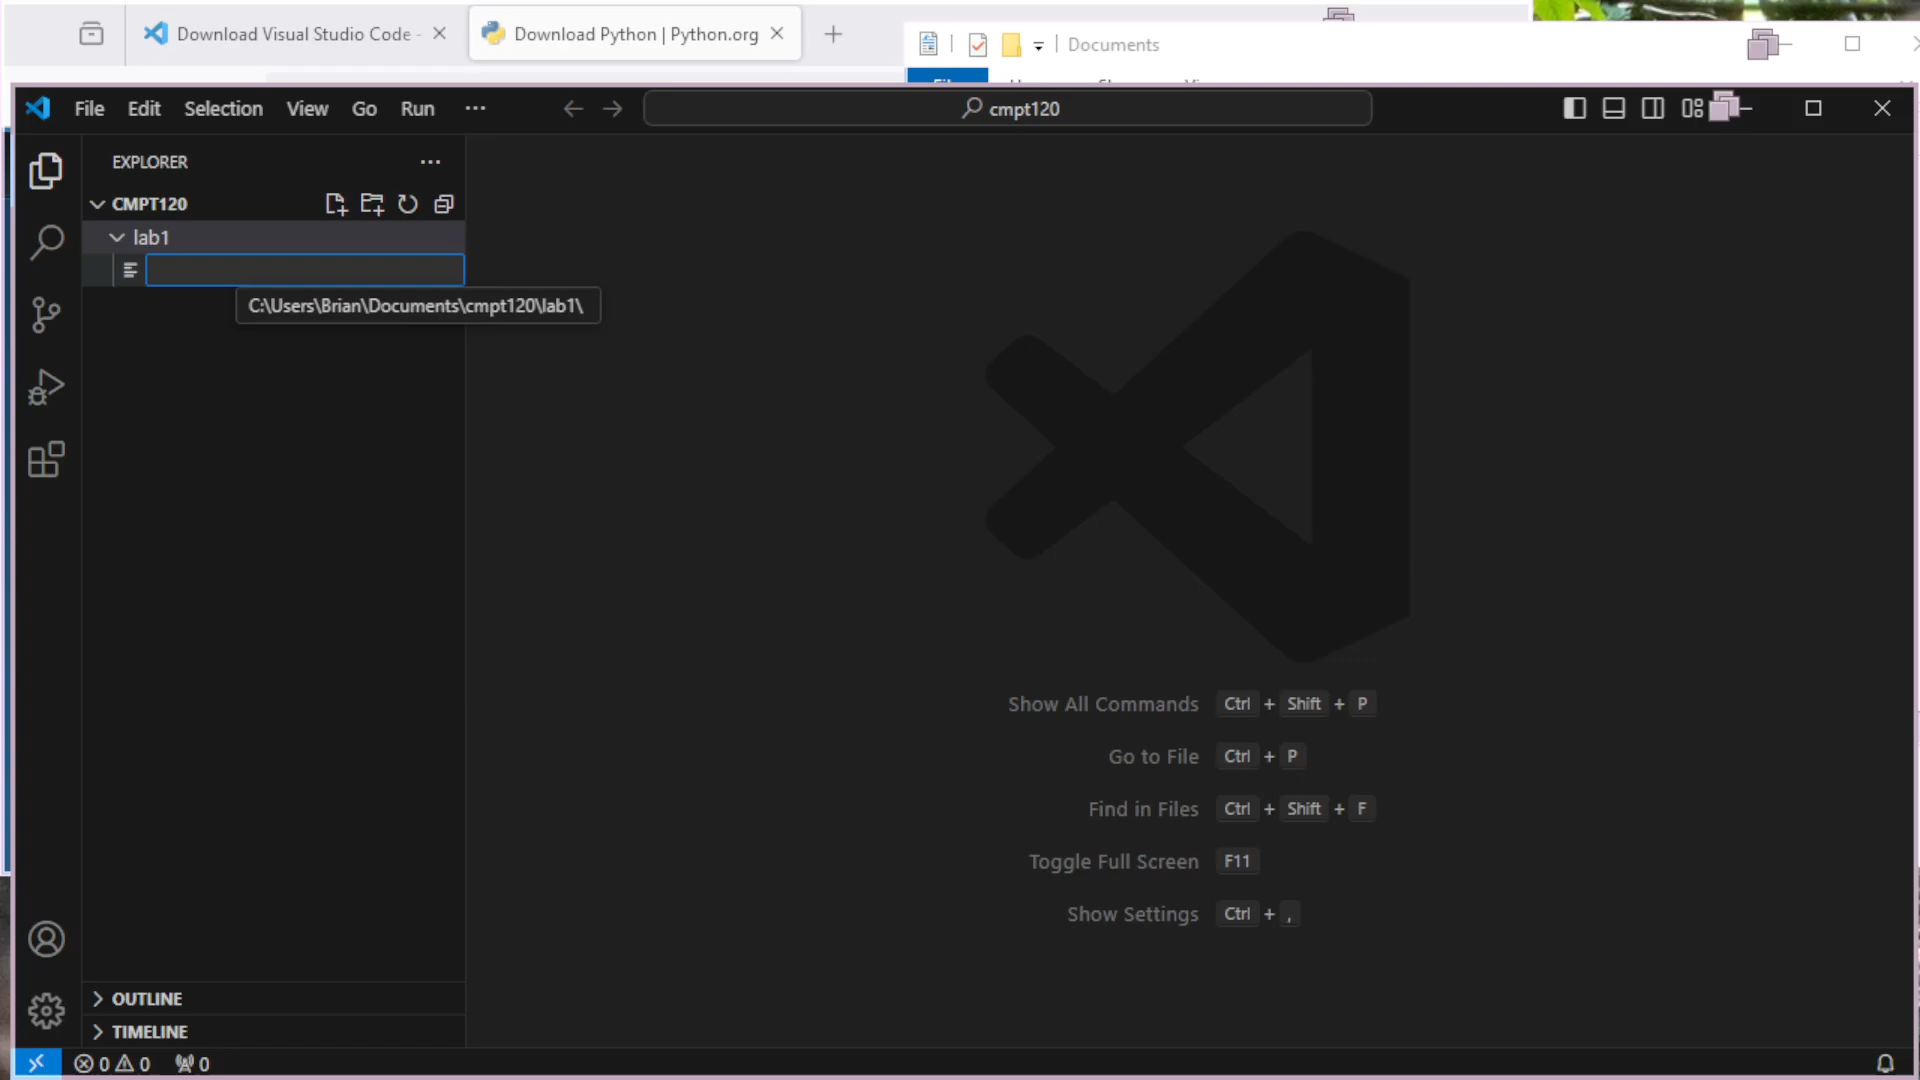 Download Visual Studio Code -
Download Python | Python.org
Documents
File Edit Selection View Go Run ...
cmpt120
EXPLORER
CMPT120
lab1
C:\Users\Brian\Documents\cmpt120\lab1\
Show All Commands Ctrl + Shift + P
Go to File Ctrl + P
Find in Files Ctrl + Shift + F
Toggle Full Screen F11
Show Settings Ctrl + ,
OUTLINE
TIMELINE
0 0 0